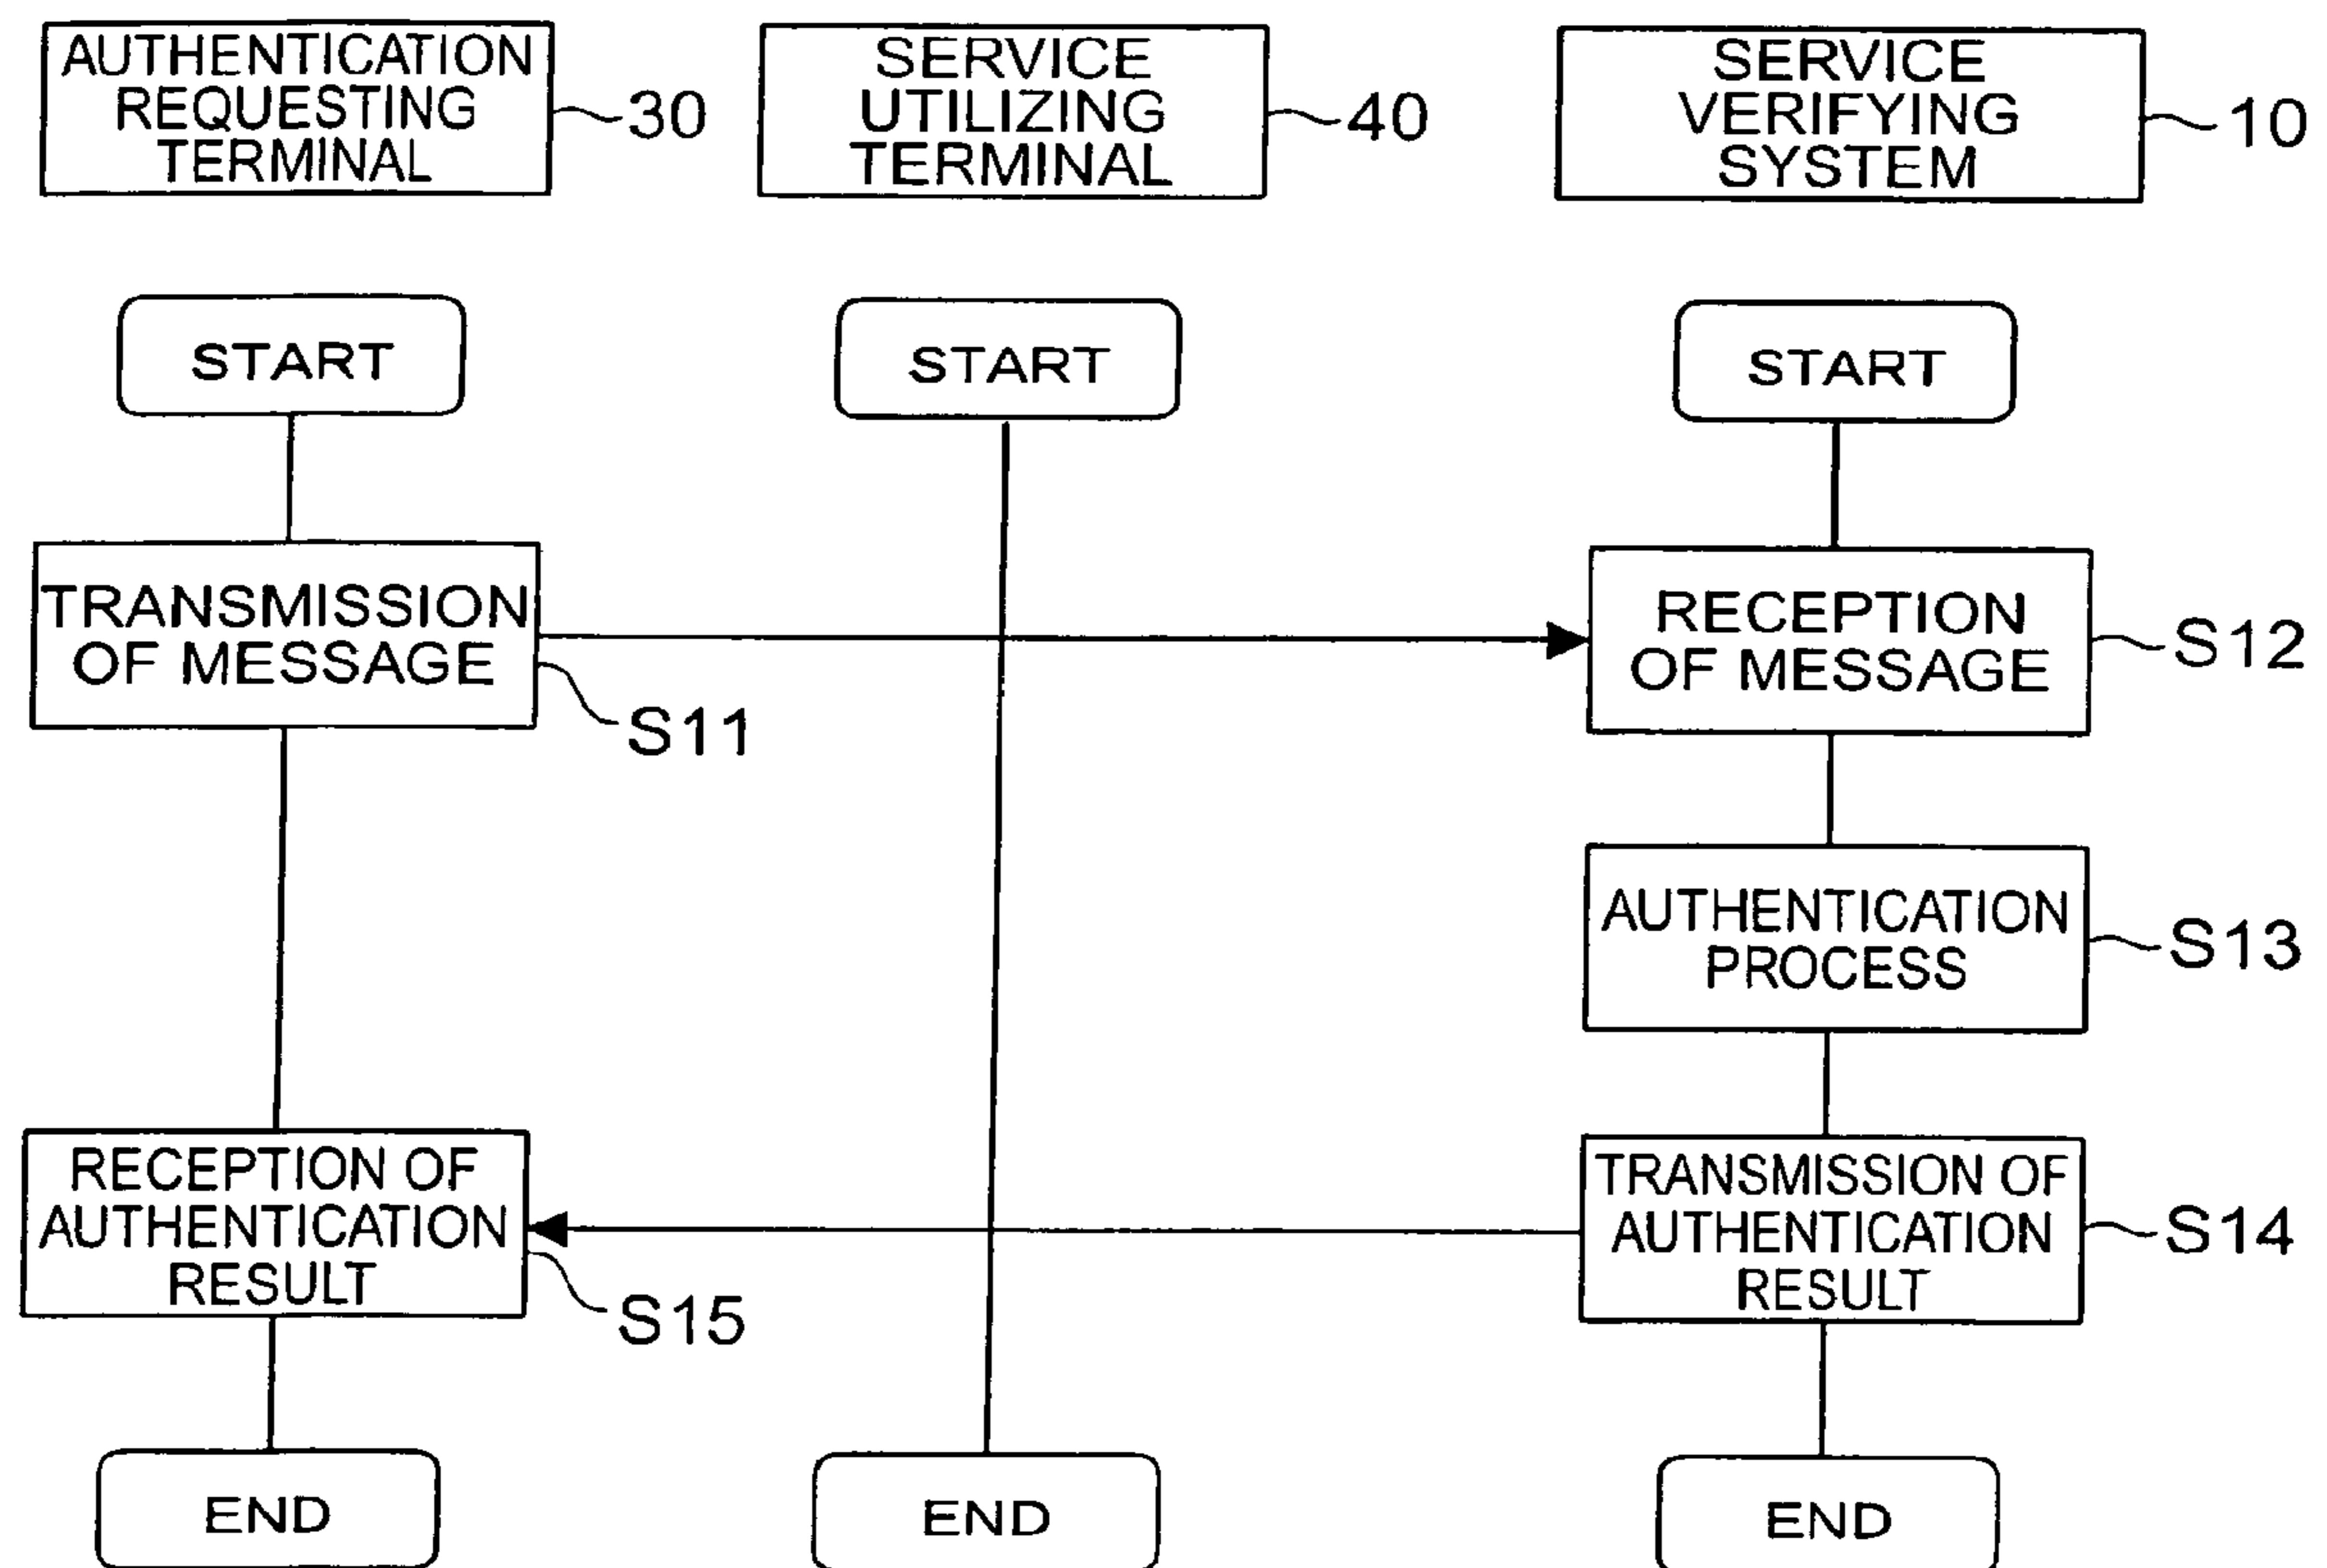 AUTHENTICATION
REQUESTING
TERMINAL
30
SERVICE
UTILIZING
TERMINAL
40
SERVICE
VERIFYING
SYSTEM
10
START
START
START
TRANSMISSION
OF MESSAGE
S11
RECEPTION
OF MESSAGE
S12
AUTHENTICATION
PROCESS
S13
RECEPTION OF
AUTHENTICATION
RESULT
S15
TRANSMISSION OF
AUTHENTICATION
RESULT
S14
END
END
END